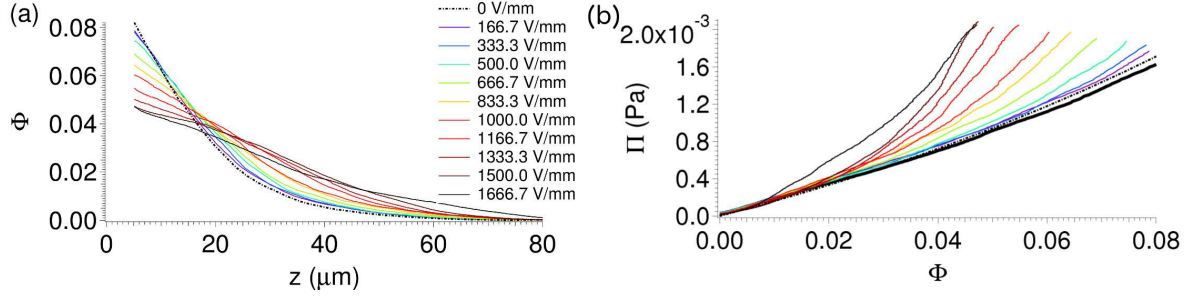 (a)
0.08
0.06
0.04
0.02
0.00
Φ
0
20
40
60
80
z (μm)
0 V/mm
166.7 V/mm
333.3 V/mm
500.0 V/mm
666.7 V/mm
833.3 V/mm
1000.0 V/mm
1166.7 V/mm
1333.3 V/mm
1500.0 V/mm
1666.7 V/mm
(b)
2.0x10⁻³
1.6
1.2
0.8
0.4
0.0
Π (Pa)
0.00
0.02
0.04
0.06
0.08
Φ